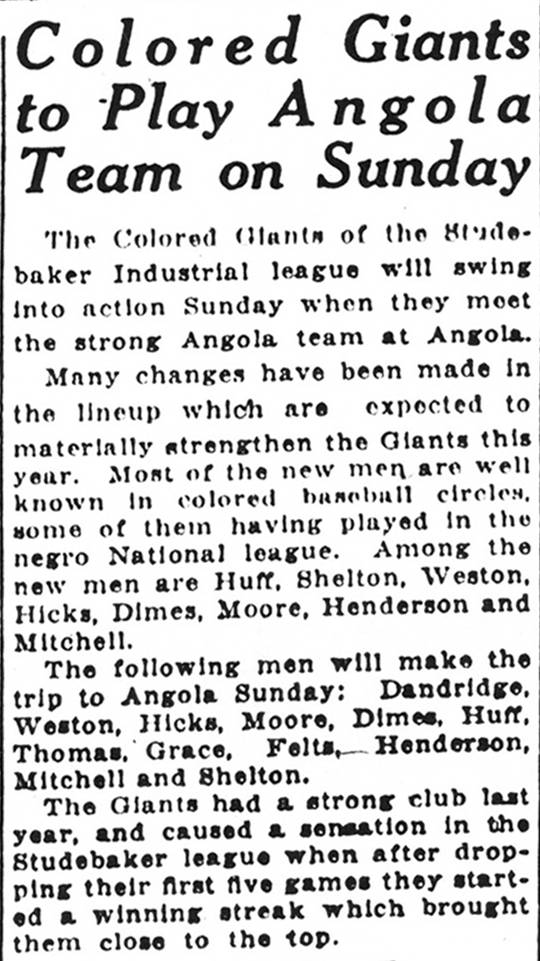 Colored Giants
to Play Angola
Team on Sunday
The Colored Giants of the Stude-
baker Industrial league will swing
into action Sunday when they meet
the strong Angola team at Angola.
Many changes have been made in
the lineup which are expected to
materially strengthen the Giants this
year. Most of the new men are well
known in colored baseball circles,
some of them having played in the
negro National league. Among the
new men are Huff, Shelton, Weston,
Hicks, Dimes, Moore, Henderson and
Mitchell.
The following men will make the
trip to Angola Sunday: Dandridge,
Weston, Hicks, Moore, Dimes, Huff,
Thomas, Grace, Felts, Henderson,
Mitchell and Shelton.
The Giants had a strong club last
year, and caused a sensation in the
Studebaker league when after drop-
ping their first five games they start-
ed a winning streak which brought
them close to the top.